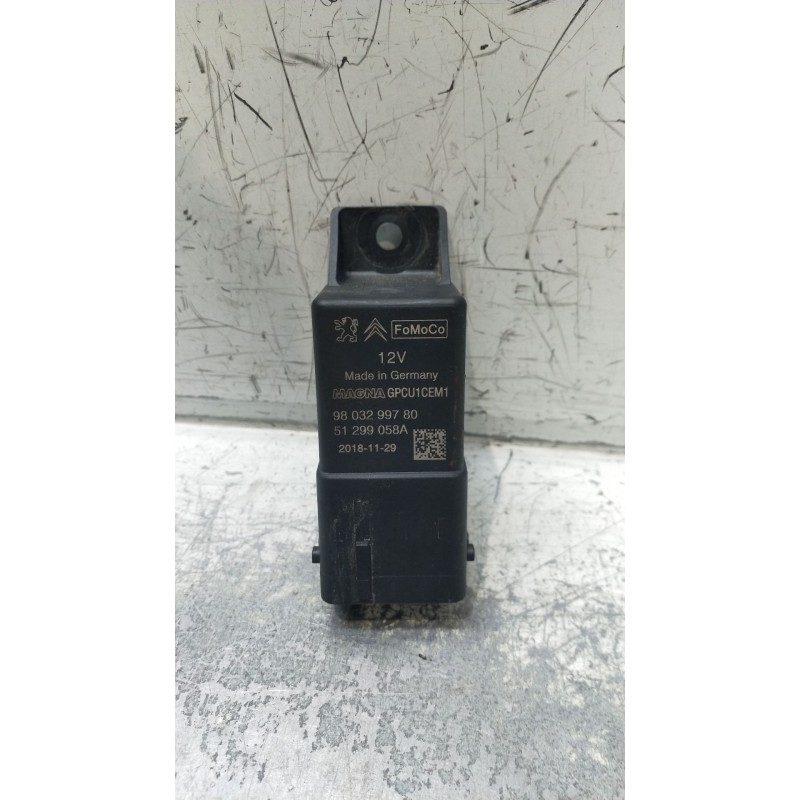 FoMoCo
12V
Made in Germany
MAGNA GPCU1CEM1
98 032 997 80
51 299 058A
2018-11-29